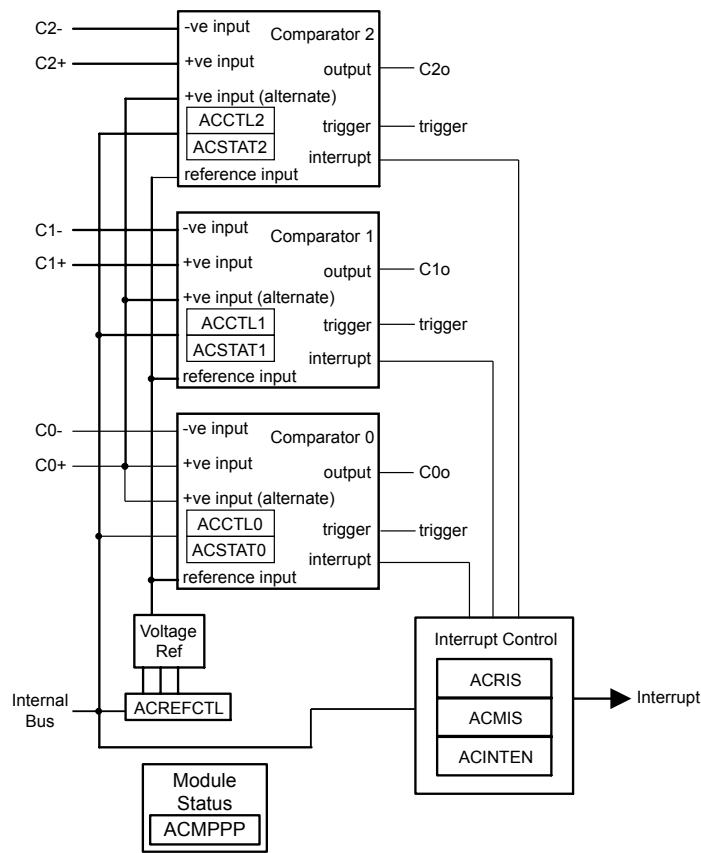 C2-
-ve input
Comparator 2
C2+
+ve input
output
C2o
+ve input (alternate)
ACCTL2
trigger
trigger
ACSTAT2
interrupt
reference input
C1-
-ve input
Comparator 1
C1+
+ve input
output
C1o
+ve input (alternate)
ACCTL1
trigger
trigger
ACSTAT1
interrupt
reference input
C0-
-ve input
Comparator 0
C0+
+ve input
output
C0o
+ve input (alternate)
ACCTL0
trigger
trigger
ACSTAT0
interrupt
reference input
Voltage
Ref
Interrupt Control
ACRIS
ACMIS
ACINTEN
Interrupt
Internal
Bus
ACREFCTL
Module
Status
ACMPPP